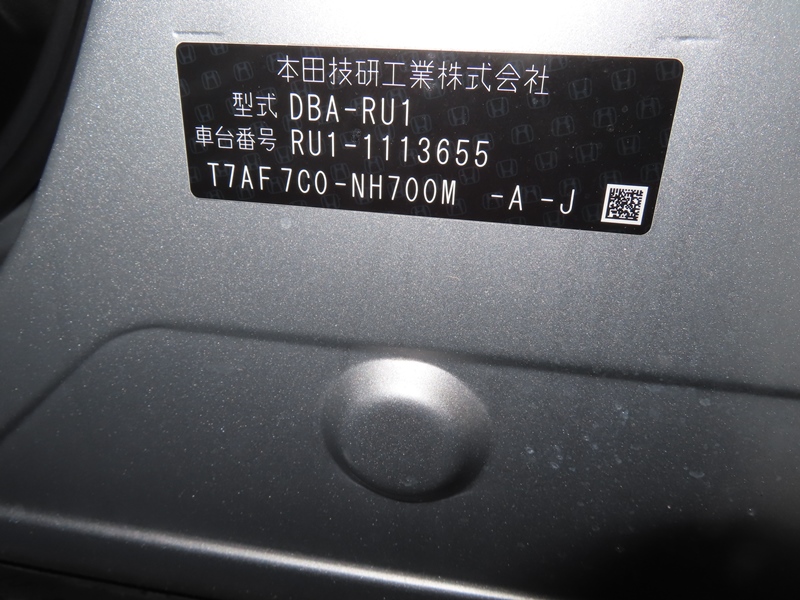 本田技研工業株式会社
型式 DBA-RU1
車台番号 RU1-1113655
T7AF7C0-NH700M -A -J